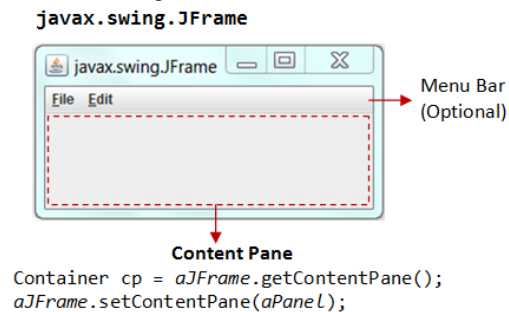 javax.swing.JFrame
javax.swing.JFrame
File Edit
Menu Bar
(Optional)
Content Pane
Container cp = aJFrame.getContentPane();
aJFrame.setContentPane(aPanel);